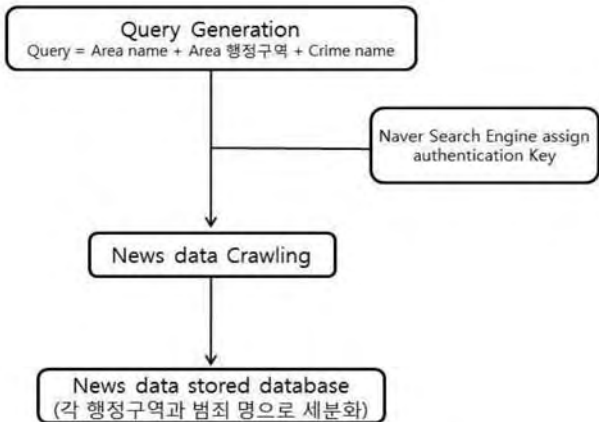 Query Generation
Query = Area name + Area 행정구역 + Crime name
Naver Search Engine assign
authentication Key
News data Crawling
News data stored database
(각 행정구역과 범죄 명으로 세분화)